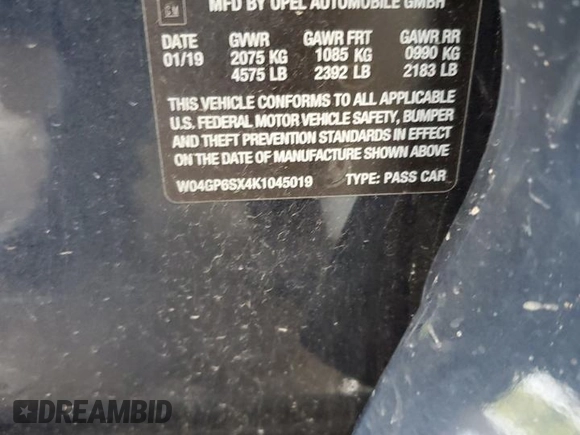 MFD BY OPEL AUTOMOBILE GMBH
GM
DATE GVWR GAWR FRT GAWR RR
01/19 2075 KG 1085 KG 0990 KG
4575 LB 2392 LB 2183 LB
THIS VEHICLE CONFORMS TO ALL APPLICABLE
U.S. FEDERAL MOTOR VEHICLE SAFETY, BUMPER
AND THEFT PREVENTION STANDARDS IN EFFECT
ON THE DATE OF MANUFACTURE SHOWN ABOVE
W04GP6SX4K1045019 TYPE: PASS CAR
DREAMBID